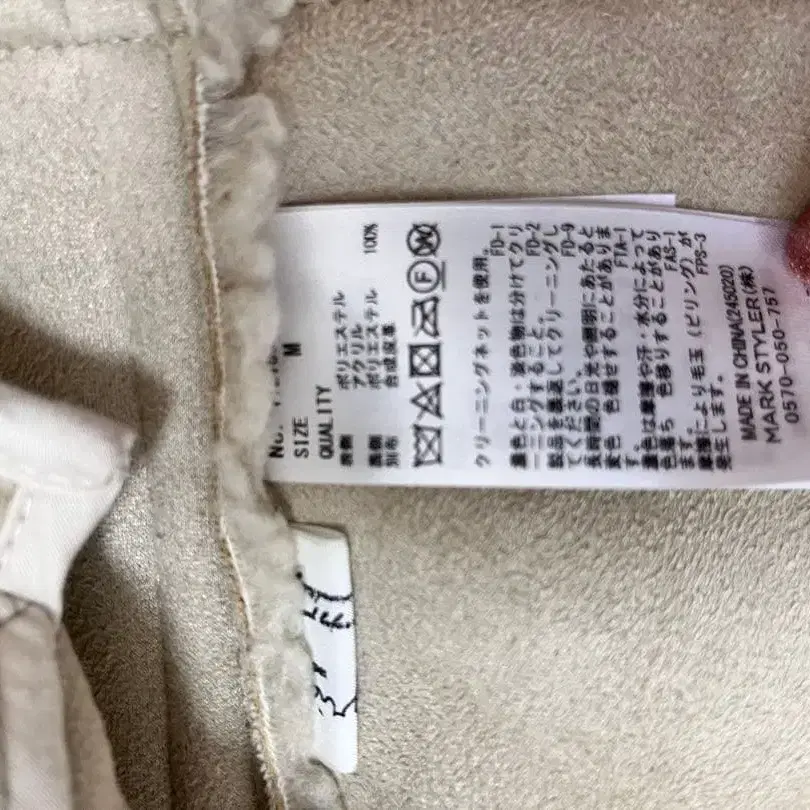 No.
SIZE M
QUALITY
表側 ポリエステル 100%
アクリル
裏側 ポリエステル
別布 合成皮革
F W
クリーニングネットを使用。
FD-1
濃色と白・淡色物は分けてクリ
ーニングすること。 FD-2
製品を裏返してクリーニングし
てください。 FD-9
長時間の日光や照明にあたると
変色、色褪せすることがありま
す。 FTA-1
濃色は摩擦や汗・水分によって
色落ち、色移りすることがあり
ます。 FAS-1
摩擦により毛玉(ピリング)が
発生します。 FPS-3
MADE IN CHINA(245020)
MARK STYLER(株)
0570-050-757